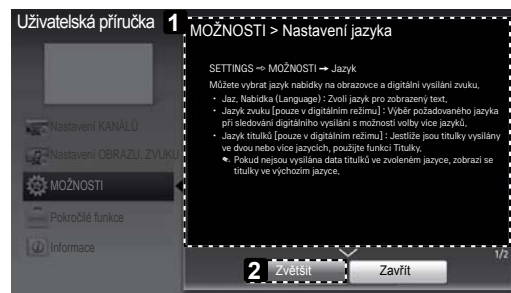 Uživatelská příručka
1
MOŽNOSTI > Nastavení jazyka
SETTINGS ⇨ MOŽNOSTI ➙ Jazyk
Můžete vybrat jazyk nabídky na obrazovce a digitální vysílání zvuku.
• Jaz. Nabídka (Language) : Zvolí jazyk pro zobrazený text.
• Jazyk zvuku [pouze v digitálním režimu] : Výběr požadovaného jazyka
při sledování digitálního vysílání s možností volby více jazyků.
• Jazyk titulků [pouze v digitálním režimu] : Jestliže jsou titulky vysílány
ve dvou nebo více jazycích, použijte funkci Titulky.
Pokud nejsou vysílána data titulků ve zvoleném jazyce, zobrazí se
titulky ve výchozím jazyce.
Nastavení KANÁLŮ
Nastavení OBRAZU, ZVUKU
MOŽNOSTI
Pokročilé funkce
Informace
1/2
2
Zvětšit
Zavřít